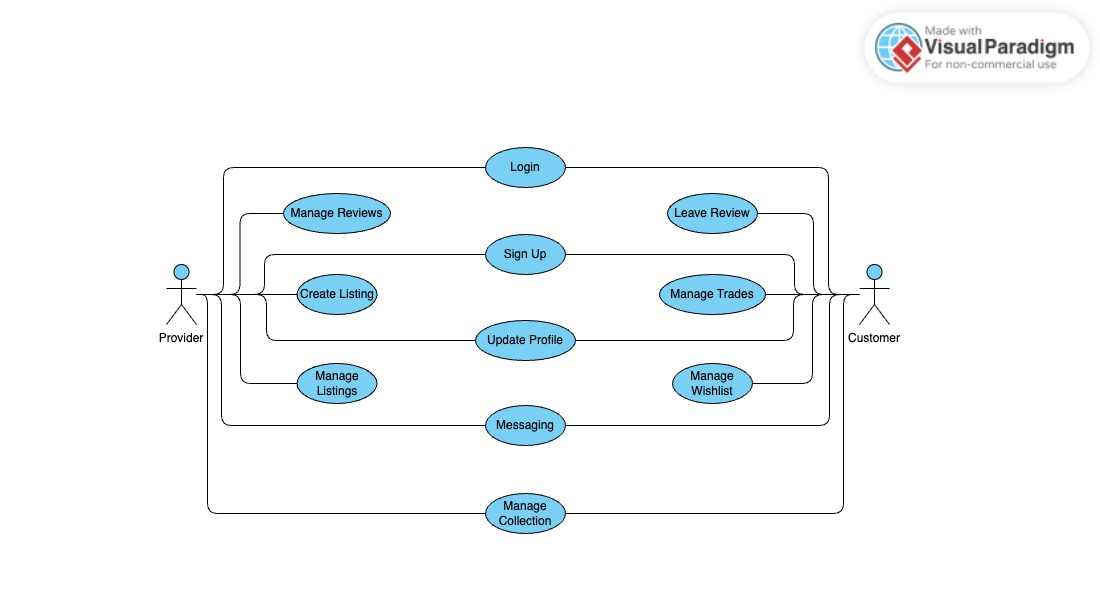 Made with
Visual Paradigm
For non-commercial use
Login
Manage Reviews
Leave Review
Sign Up
Create Listing
Manage Trades
Provider
Customer
Update Profile
Manage
Listings
Manage
Wishlist
Messaging
Manage
Collection